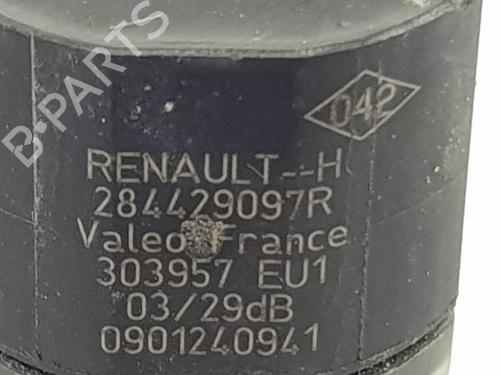 B-PARTS
042
RENAULT--H
284429097R
Valeo France
303957 EU1
03/29dB
0901240941